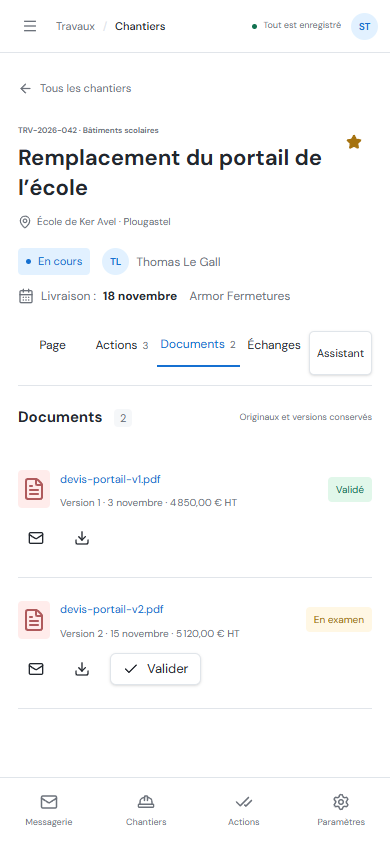 Travaux / Chantiers
Tout est enregistré
ST
Tous les chantiers
TRV-2026-042 · Bâtiments scolaires
Remplacement du portail de
l’école
École de Ker Avel · Plougastel
En cours
TL
Thomas Le Gall
Livraison : 18 novembre Armor Fermetures
Page
Actions 3
Documents 2
Échanges
Assistant
Documents 2
Originaux et versions conservés
devis-portail-v1.pdf
Version 1 · 3 novembre · 4 850,00 € HT
Validé
devis-portail-v2.pdf
Version 2 · 15 novembre · 5 120,00 € HT
En examen
Valider
Messagerie
Chantiers
Actions
Paramètres